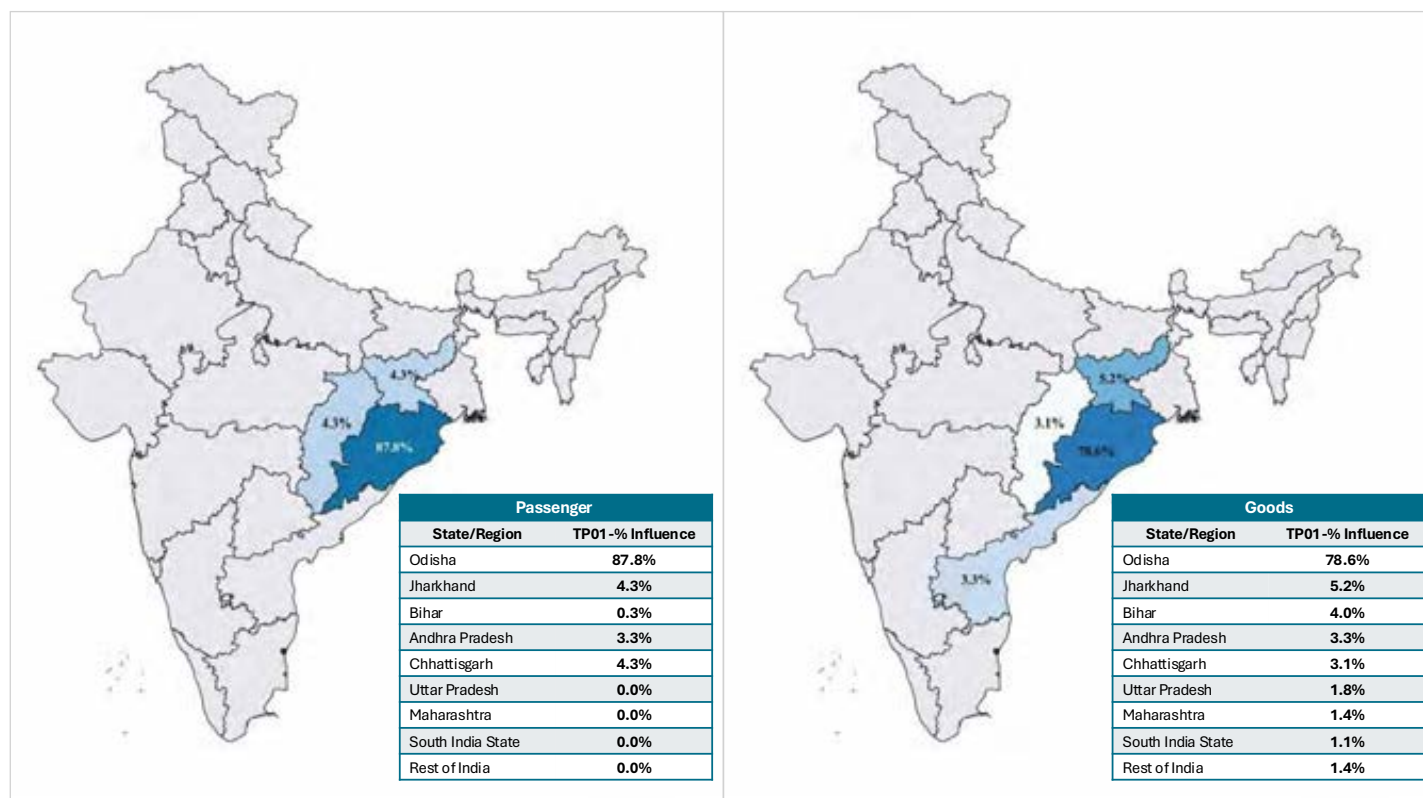 4.3%
4.3%
87.8%
Passenger
State/Region TP01-% Influence
Odisha 87.8%
Jharkhand 4.3%
Bihar 0.3%
Andhra Pradesh 3.3%
Chhattisgarh 4.3%
Uttar Pradesh 0.0%
Maharashtra 0.0%
South India State 0.0%
Rest of India 0.0%
5.2%
3.1%
78.6%
3.3%
Goods
State/Region TP01-% Influence
Odisha 78.6%
Jharkhand 5.2%
Bihar 4.0%
Andhra Pradesh 3.3%
Chhattisgarh 3.1%
Uttar Pradesh 1.8%
Maharashtra 1.4%
South India State 1.1%
Rest of India 1.4%